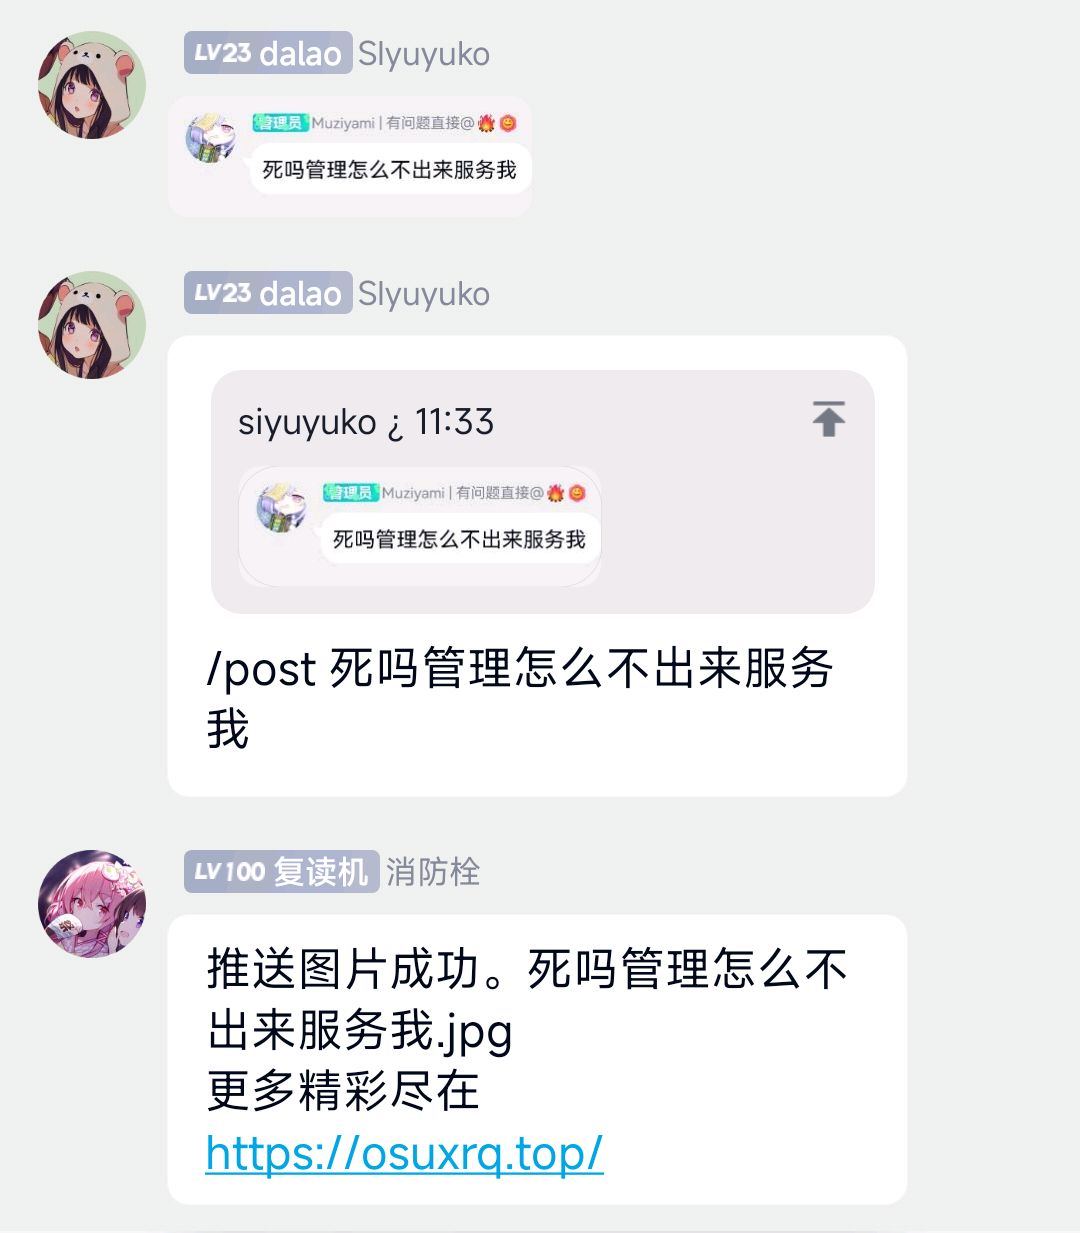 LV23 dalao SIyuyuko
管理员 Muziyami | 有问题直接@🔥
死吗管理怎么不出来服务我
LV23 dalao SIyuyuko
siyuyuko ¿ 11:33
管理员 Muziyami | 有问题直接@🔥
死吗管理怎么不出来服务我
/post 死吗管理怎么不出来服务
我
LV100 复读机 消防栓
推送图片成功。死吗管理怎么不
出来服务我.jpg
更多精彩尽在
https://osuxrq.top/